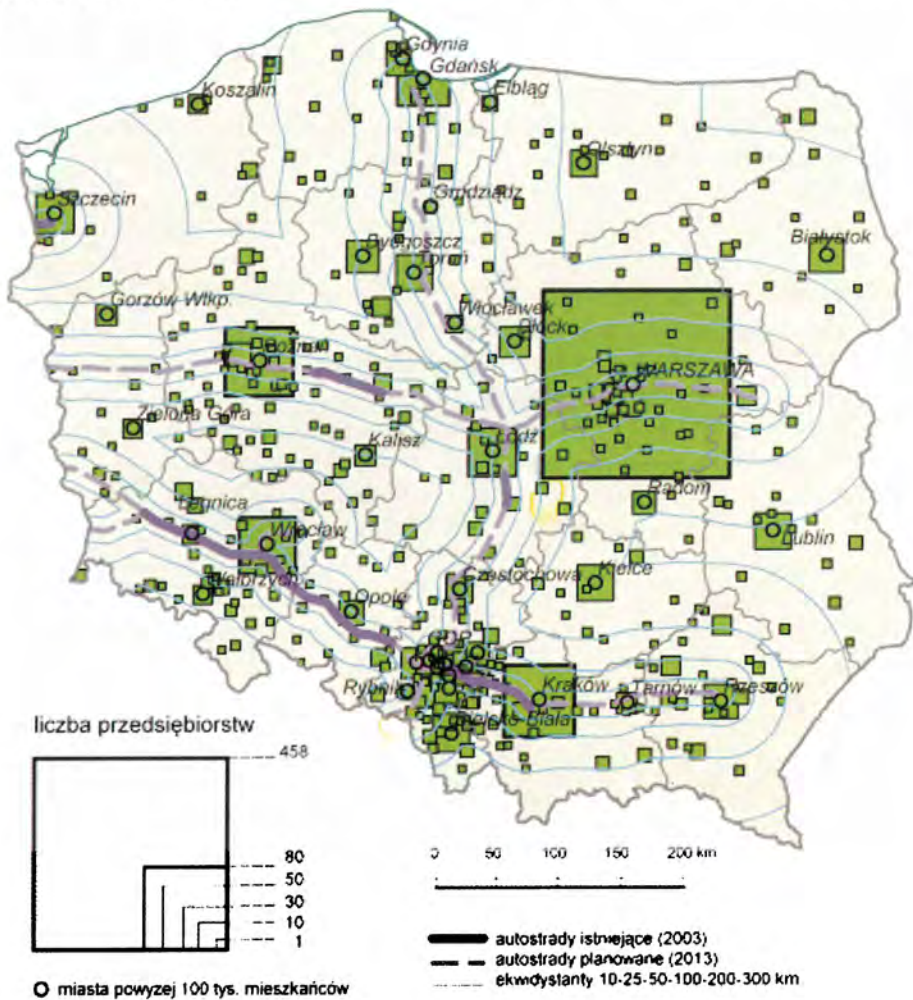 Gdynia
Gdańsk
Koszalin
Elbląg
Olsztyn
Szczecin
Grudziądz
Bydgoszcz
Białystok
Toruń
Gorzów Wlkp.
Włocławek
Płock
Poznań
WARSZAWA
Zielona Góra
Kalisz
Łódź
Radom
Legnica
Wrocław
Lublin
Wałbrzych
Częstochowa
Kielce
Opole
GOP
Rybnik
Kraków
Tarnów
Rzeszów
Bielsko-Biała
liczba przedsiębiorstw
458
80
50
30
10
1
0 50 100 150 200 km
autostrady istniejące (2003)
autostrady planowane (2013)
ekwidystanty 10-25-50-100-200-300 km
miasta powyzej 100 tys. mieszkańców